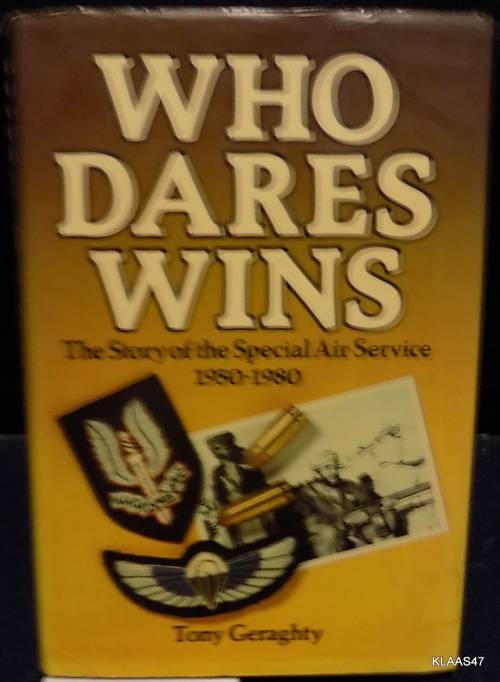 WHO
DARES
WINS
The Story of the Special Air Service
1950-1980
Tony Geraghty
KLAAS47